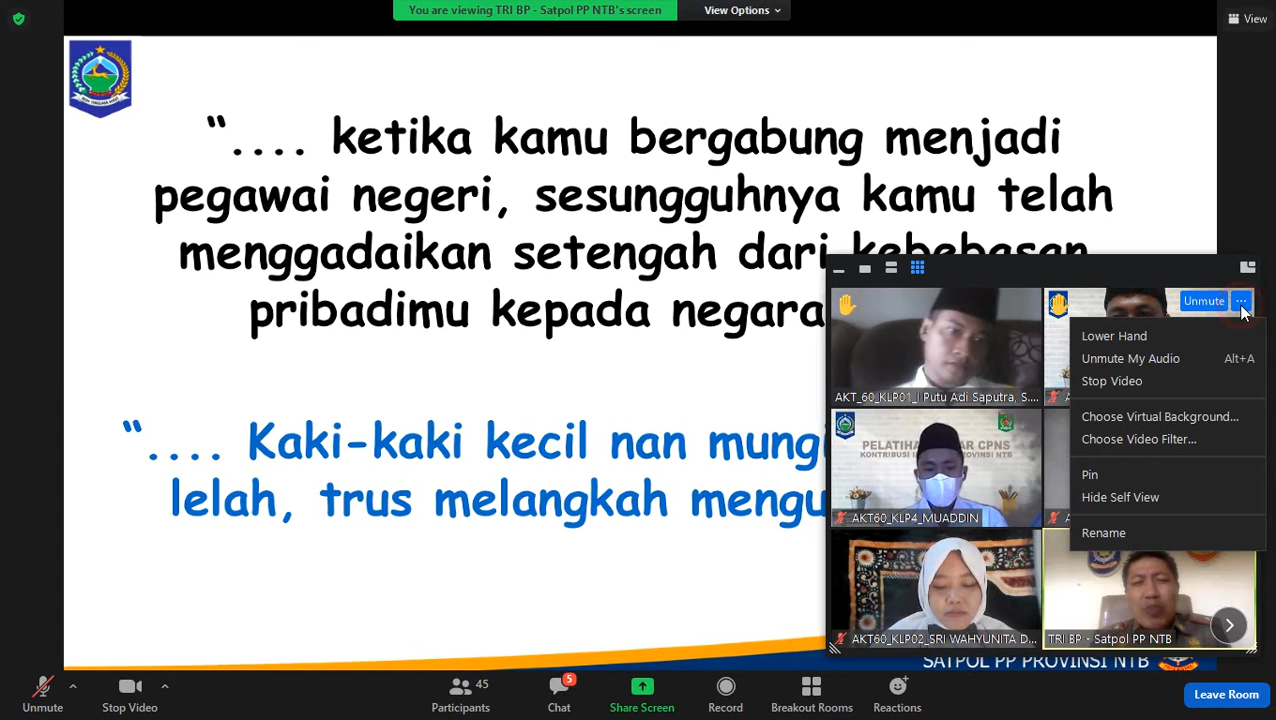 You are viewing TRI BP - Satpol PP NTB's screen
View Options
View
“.... ketika kamu bergabung menjadi
pegawai negeri, sesungguhnya kamu telah
menggadaikan setengah dari kebebasan
pribadimu kepada negara
“.... Kaki-kaki kecil nan mungi
lelah, trus melangkah mengu
SATPOL PP PROVINSI NTB
AKT_60_KLP01_I Putu Adi Saputra, S....
Unmute ...
Lower Hand
Unmute My Audio Alt+A
Stop Video
Choose Virtual Background...
Choose Video Filter...
Pin
Hide Self View
Rename
AKT60_KLP4_MUADDIN
AKT60_KLP02_SRI WAHYUNITA D...
TRI BP - Satpol PP NTB
Unmute
Stop Video
45
Participants
5
Chat
Share Screen
Record
Breakout Rooms
Reactions
Leave Room